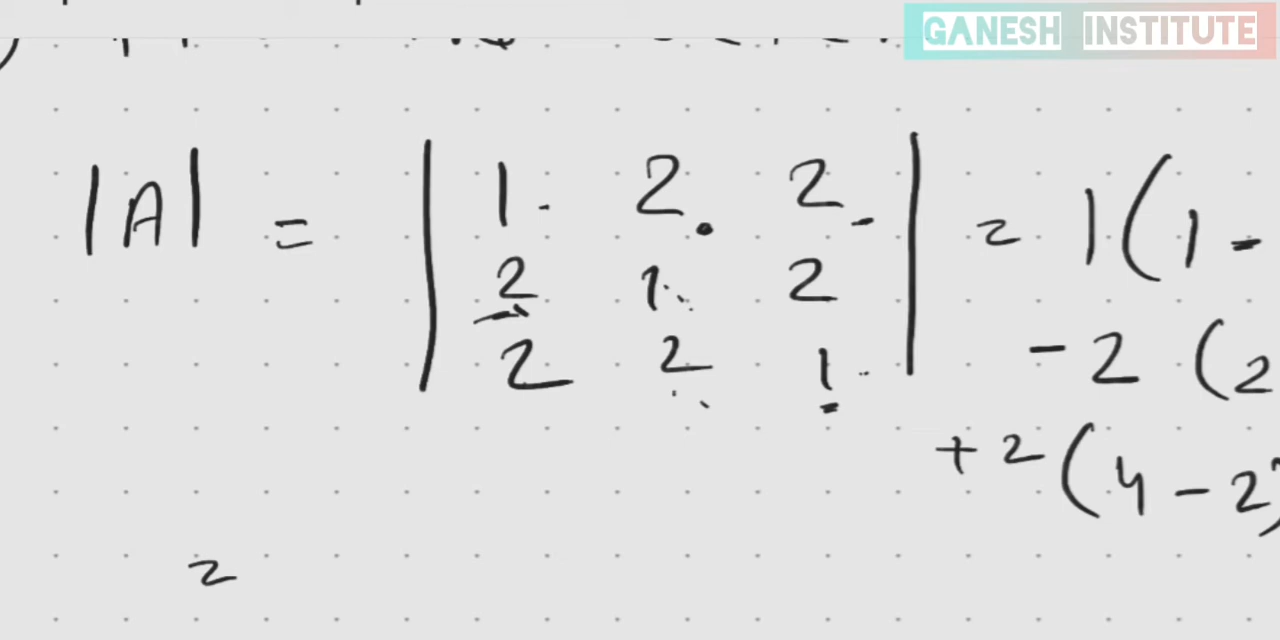 GANESH INSTITUTE
|A| = | 1 2 2 | = 1(1 -
2 1 2
- 2 (2
2 2 1
+ 2(4 - 2)
=